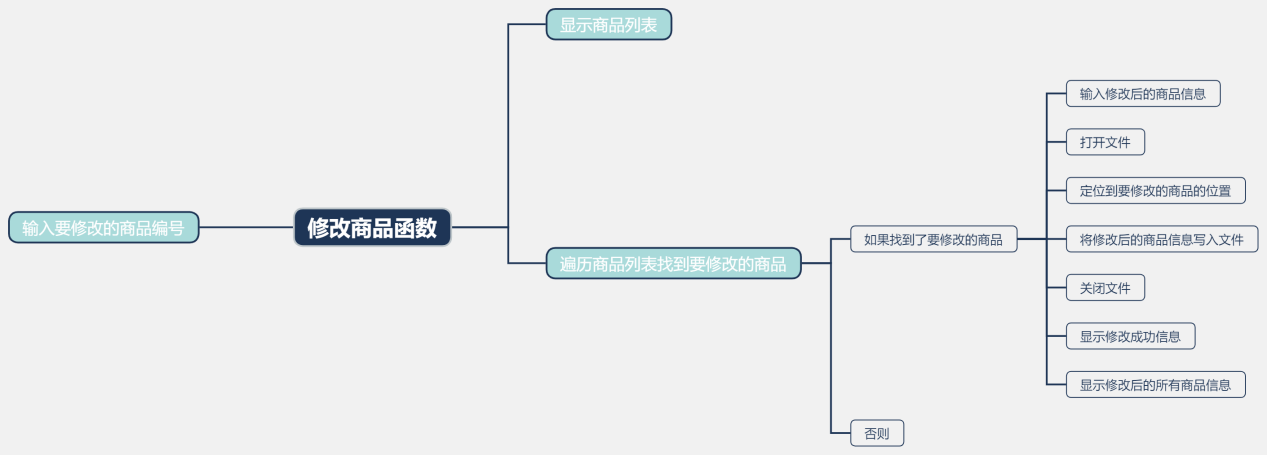 显示商品列表
输入修改后的商品信息
打开文件
定位到要修改的商品的位置
输入要修改的商品编号
修改商品函数
如果找到了要修改的商品
将修改后的商品信息写入文件
遍历商品列表找到要修改的商品
关闭文件
显示修改成功信息
显示修改后的所有商品信息
否则